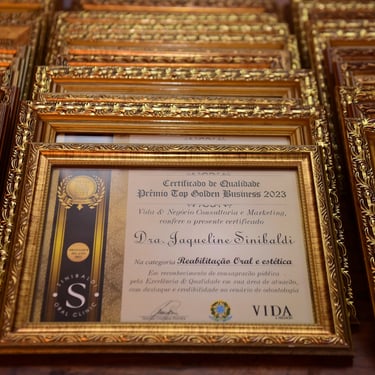 Certificado de Qualidade
Prêmio Top Golden Business 2023
Vida & Negócio Consultoria e Marketing,
confere o presente certificado
Dra. Jaqueline Sinibaldi
Na categoria Reabilitação Oral e estética
Em reconhecimento de consagração pública
pela Excelência & Qualidade em sua área de atuação,
com destaque e credibilidade no cenário de odontologia
SINIBALDI
S
ORAL CLINIC
VIDA